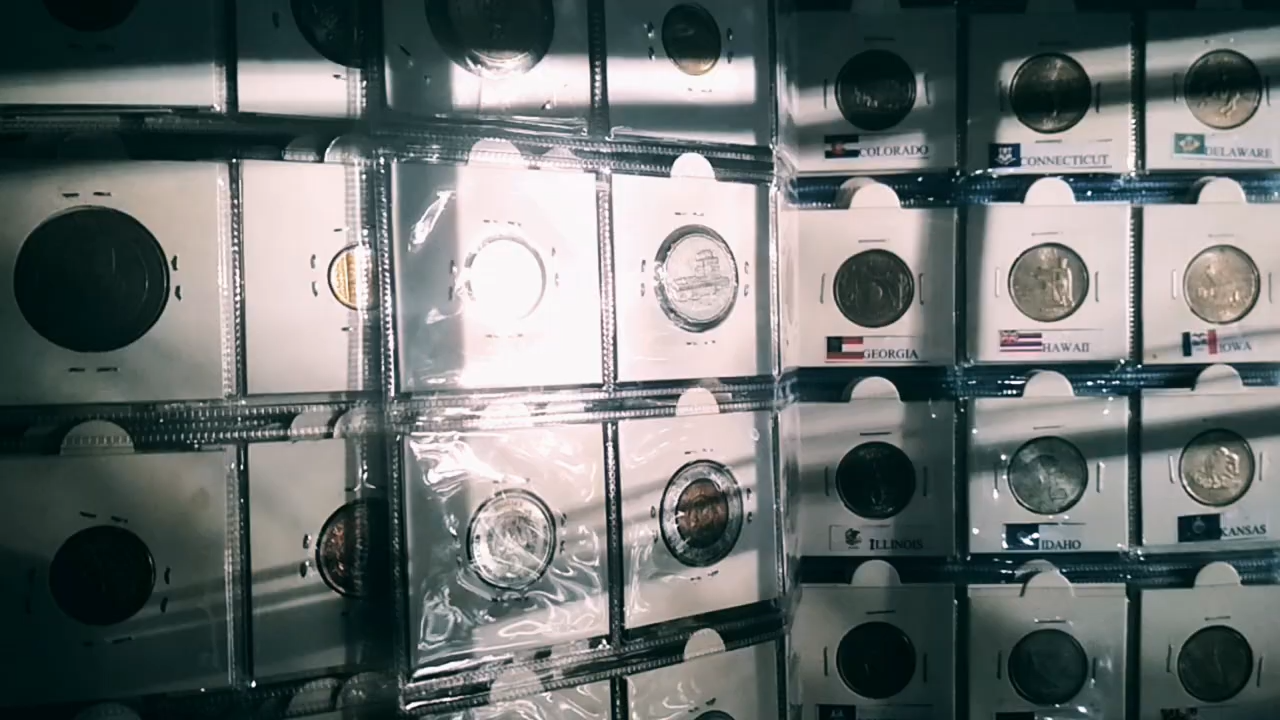 COLORADO
CONNECTICUT
DELAWARE
GEORGIA
HAWAII
IOWA
ILLINOIS
IDAHO
KANSAS